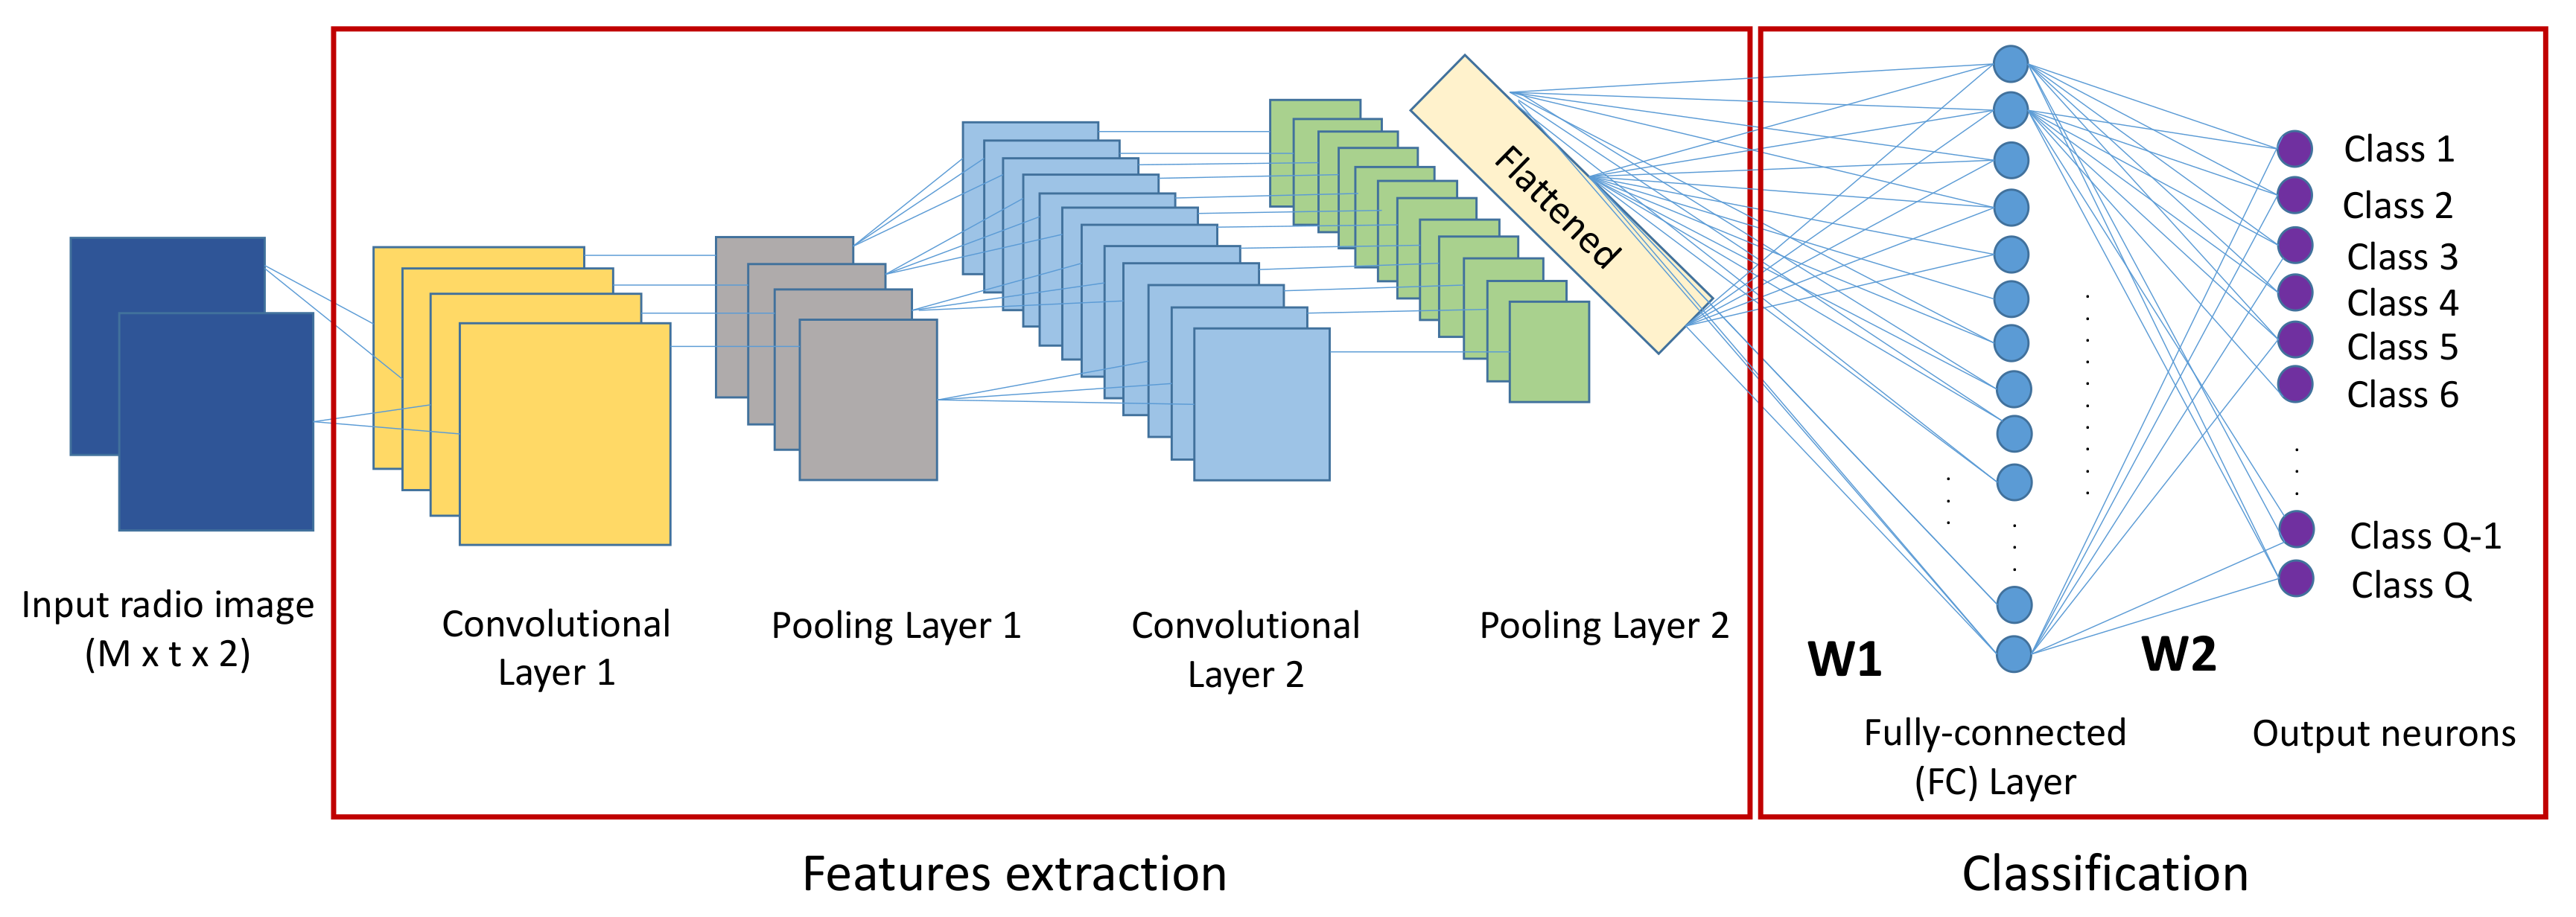 Input radio image
(M x t x 2)
Convolutional
Layer 1
Pooling Layer 1
Convolutional
Layer 2
Pooling Layer 2
Flattened
Features extraction
W1
Fully-connected
(FC) Layer
W2
Class 1
Class 2
Class 3
Class 4
Class 5
Class 6
Class Q-1
Class Q
Output neurons
Classification